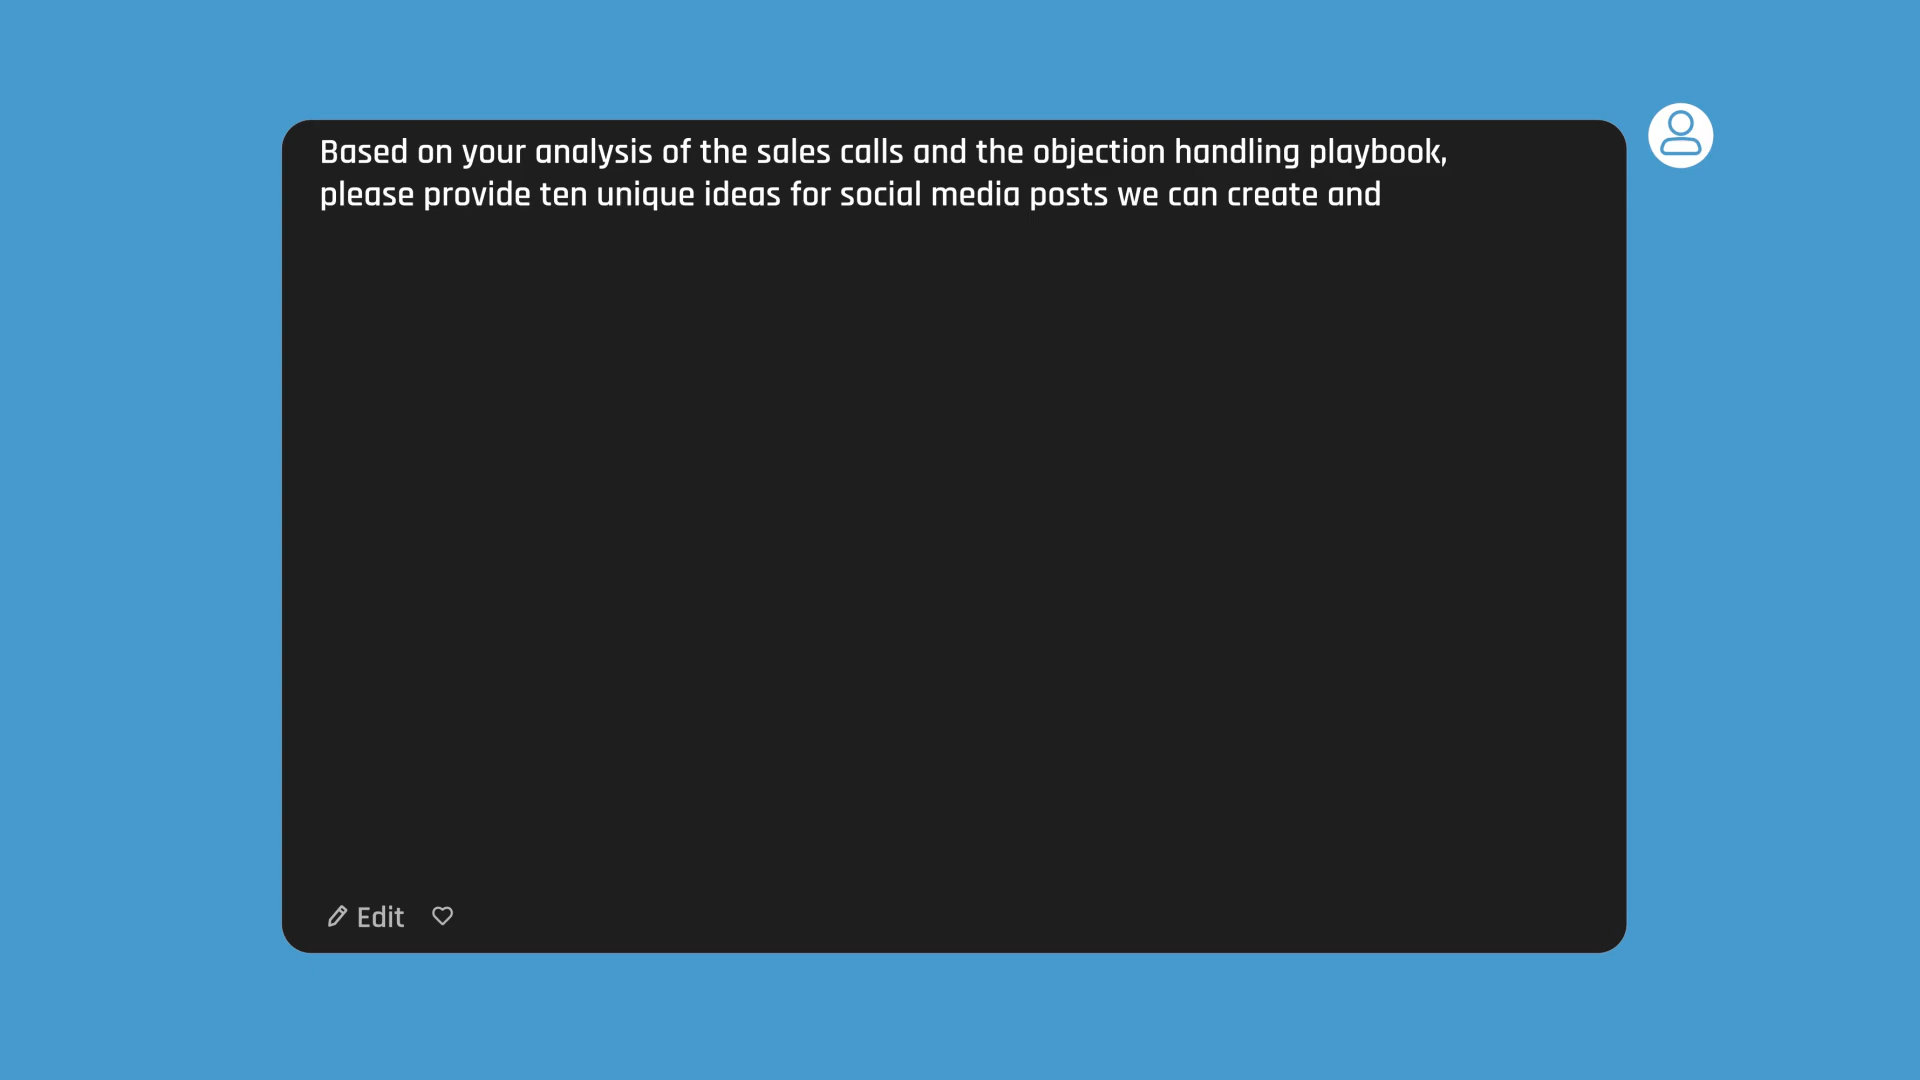 Based on your analysis of the sales calls and the objection handling playbook,
please provide ten unique ideas for social media posts we can create and
Edit